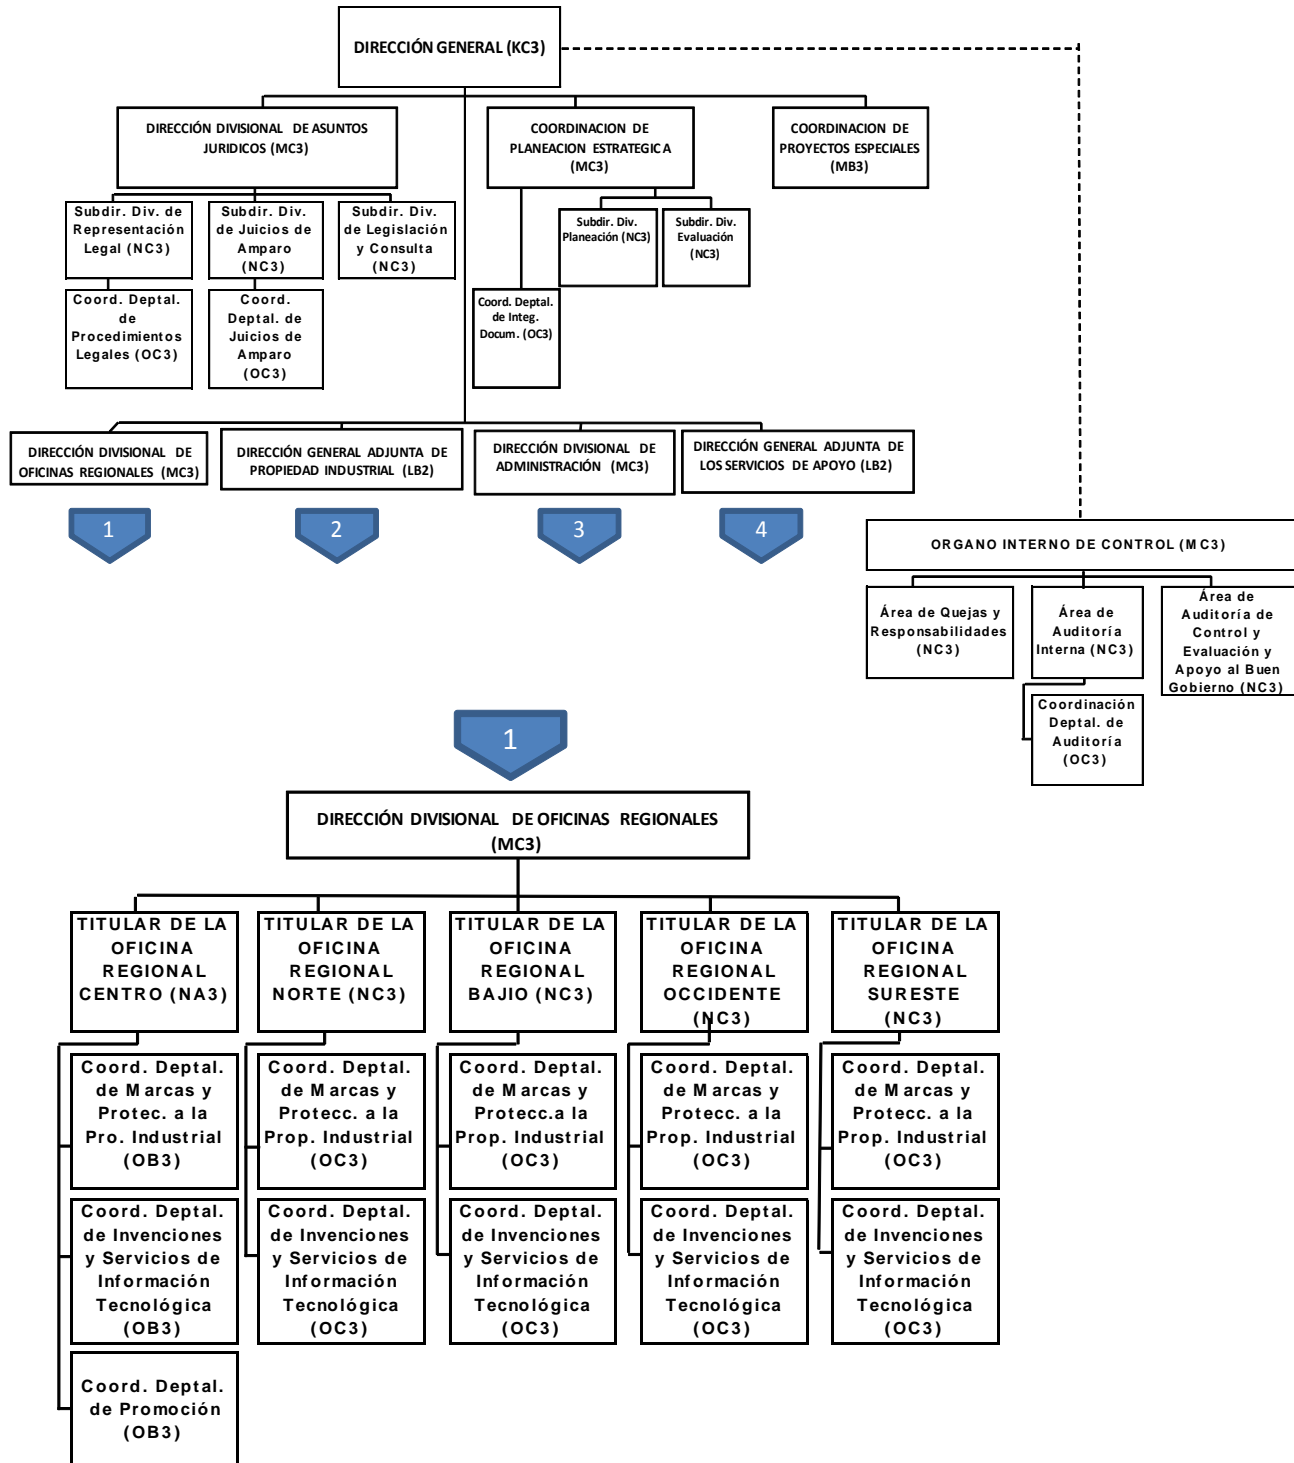 DIRECCIÓN GENERAL (KC3)
DIRECCIÓN DIVISIONAL DE ASUNTOS
JURIDICOS (MC3)
COORDINACION DE
PLANEACION ESTRATEGICA
(MC3)
COORDINACION DE
PROYECTOS ESPECIALES
(MB3)
Subdir. Div. de
Representación
Legal (NC3)
Subdir. Div.
de Juicios de
Amparo
(NC3)
Subdir. Div.
de Legislación
y Consulta
(NC3)
Subdir. Div.
Planeación (NC3)
Subdir. Div.
Evaluación
(NC3)
Coord. Deptal.
de
Procedimientos
Legales (OC3)
Coord.
Deptal. de
Juicios de
Amparo
(OC3)
Coord. Deptal.
de Integ.
Docum. (OC3)
DIRECCIÓN DIVISIONAL DE
OFICINAS REGIONALES (MC3)
DIRECCIÓN GENERAL ADJUNTA DE
PROPIEDAD INDUSTRIAL (LB2)
DIRECCIÓN DIVISIONAL DE
ADMINISTRACIÓN (MC3)
DIRECCIÓN GENERAL ADJUNTA DE
LOS SERVICIOS DE APOYO (LB2)
1
2
3
4
ORGANO INTERNO DE CONTROL (MC3)
Área de Quejas y
Responsabilidades
(NC3)
Área de
Auditoría
Interna (NC3)
Área de
Auditoría de
Control y
Evaluación y
Apoyo al Buen
Gobierno (NC3)
Coordinación
Deptal. de
Auditoría
(OC3)
1
DIRECCIÓN DIVISIONAL DE OFICINAS REGIONALES
(MC3)
TITULAR DE LA
OFICINA
REGIONAL
CENTRO (NA3)
TITULAR DE LA
OFICINA
REGIONAL
NORTE (NC3)
TITULAR DE LA
OFICINA
REGIONAL
BAJIO (NC3)
TITULAR DE LA
OFICINA
REGIONAL
OCCIDENTE
(NC3)
TITULAR DE LA
OFICINA
REGIONAL
SURESTE
(NC3)
Coord. Deptal.
de Marcas y
Protec. a la
Pro. Industrial
(OB3)
Coord. Deptal.
de Marcas y
Protecc. a la
Prop. Industrial
(OC3)
Coord. Deptal.
de Marcas y
Protecc.a la
Prop. Industrial
(OC3)
Coord. Deptal.
de Marcas y
Protecc. a la
Prop. Industrial
(OC3)
Coord. Deptal.
de Marcas y
Protecc. a la
Prop. Industrial
(OC3)
Coord. Deptal.
de Invenciones
y Servicios de
Información
Tecnológica
(OB3)
Coord. Deptal.
de Invenciones
y Servicios de
Información
Tecnológica
(OC3)
Coord. Deptal.
de Invenciones
y Servicios de
Información
Tecnológica
(OC3)
Coord. Deptal.
de Invenciones
y Servicios de
Información
Tecnológica
(OC3)
Coord. Deptal.
de Invenciones
y Servicios de
Información
Tecnológica
(OC3)
Coord. Deptal.
de Promoción
(OB3)